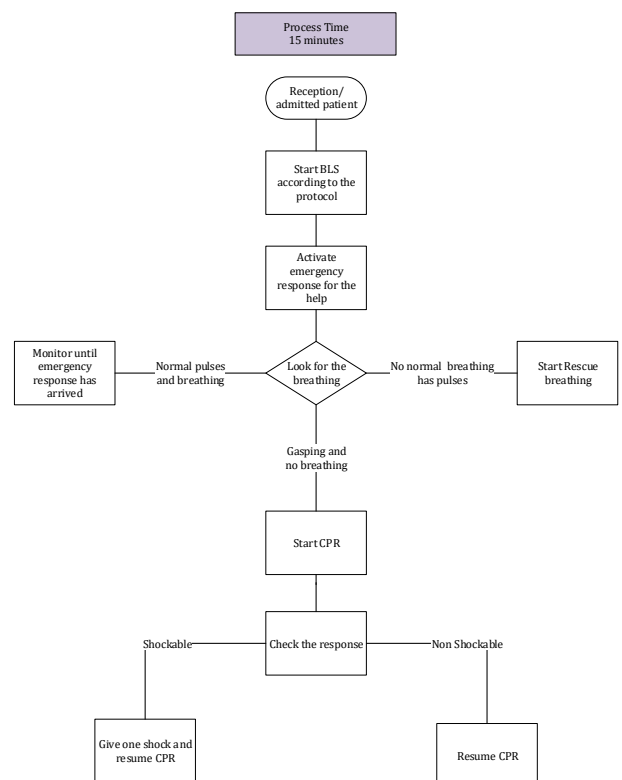 Process Time
15 minutes
Reception/
admitted patient
Start BLS
according to the
protocol
Activate
emergency
response for the
help
Look for the
breathing
Normal pulses
and breathing
Monitor until
emergency
response has
arrived
No normal breathing
has pulses
Start Rescue
breathing
Gasping and
no breathing
Start CPR
Check the response
Shockable
Non Shockable
Give one shock and
resume CPR
Resume CPR